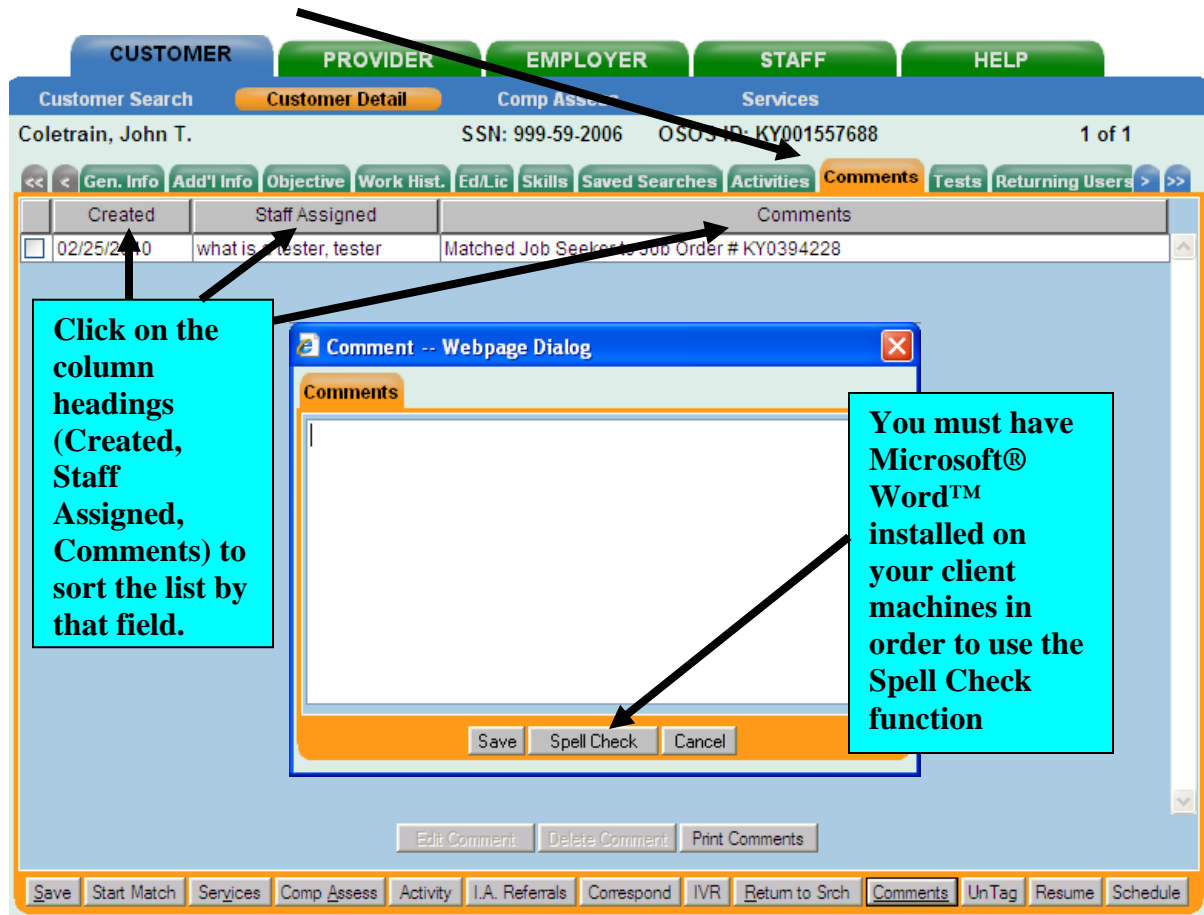 CUSTOMER PROVIDER EMPLOYER STAFF HELP
Customer Search Customer Detail Comp Assess Services
Coletrain, John T. SSN: 999-59-2006 OSOS ID: KY001557688 1 of 1
<< < Gen. Info Add'l Info Objective Work Hist. Ed/Lic Skills Saved Searches Activities Comments Tests Returning Users > >>
Created Staff Assigned Comments
what is a tester, tester Matched Job Seeker to Job Order # KY0394228
Click on the
column
headings
(Created,
Staff
Assigned,
Comments) to
sort the list by
that field.
Comment -- Webpage Dialog
Comments
You must have
Microsoft®
Word™
installed on
your client
machines in
order to use the
Spell Check
function
Save Spell Check Cancel
Edit Comment Delete Comment Print Comments
Save Start Match Services Comp Assess Activity I.A. Referrals Correspond IVR Return to Srch Comments UnTag Resume Schedule